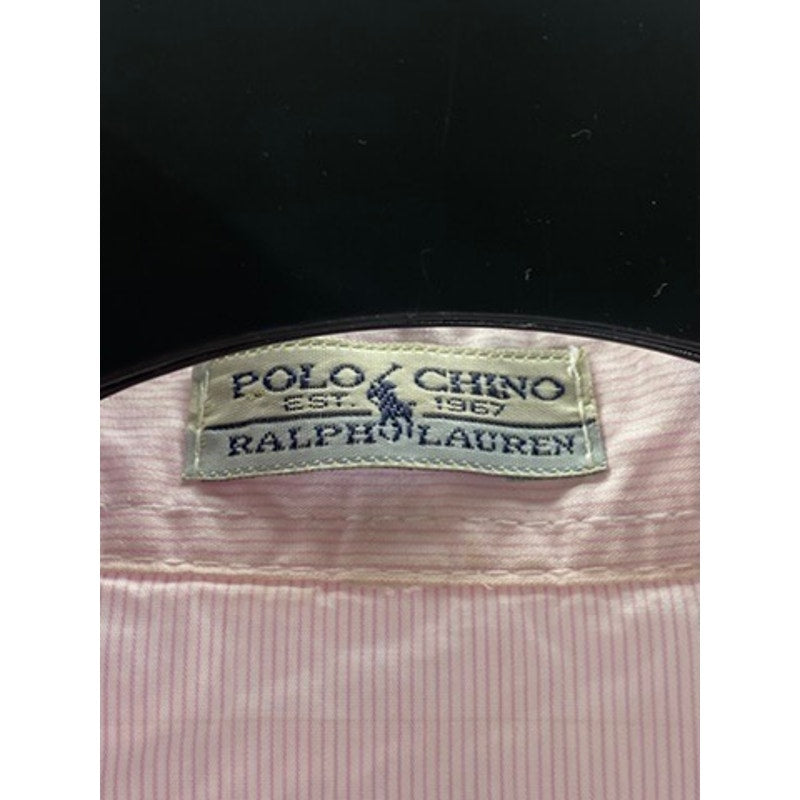 POLO CHINO
EST. 1967
RALPH LAUREN